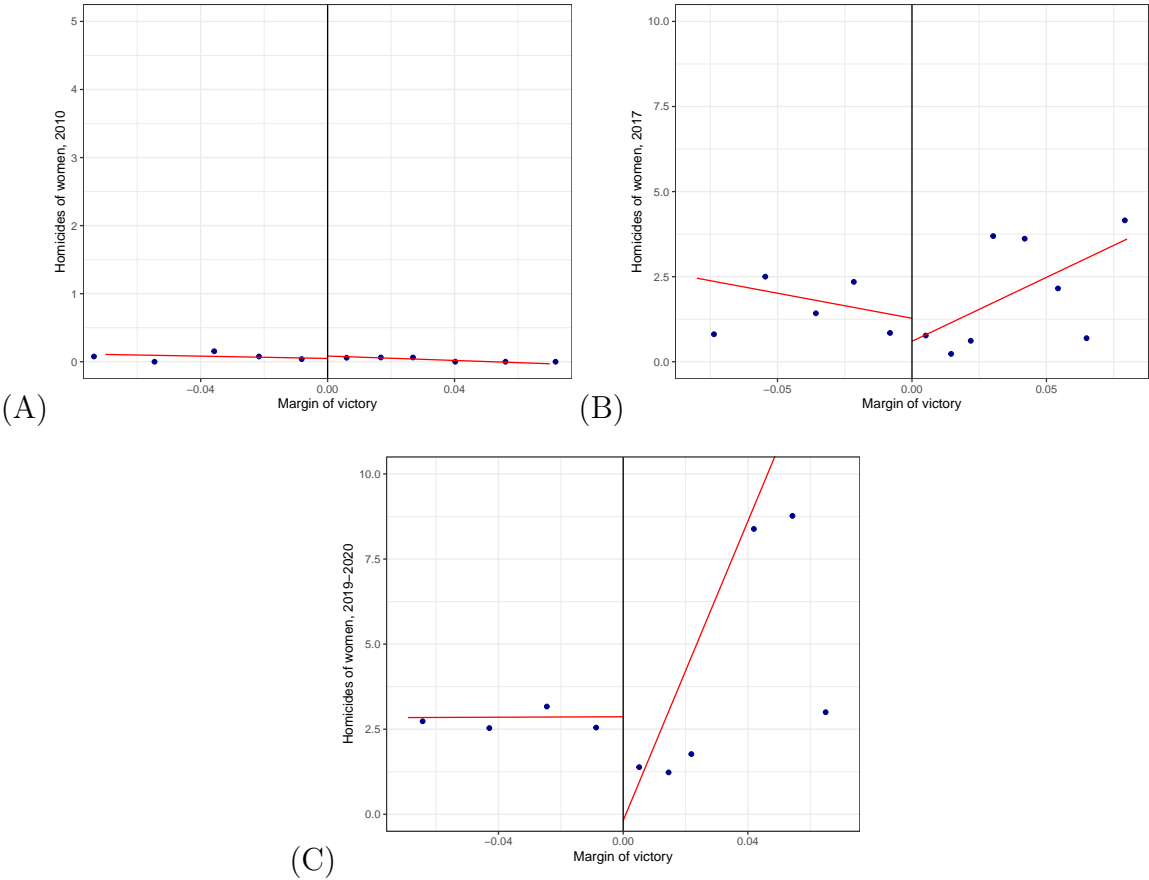 5
4
3
2
1
0
Homicides of women, 2010
−0.04
0.00
0.04
Margin of victory
(A)
10.0
7.5
5.0
2.5
0.0
Homicides of women, 2017
−0.05
0.00
0.05
Margin of victory
(B)
10.0
7.5
5.0
2.5
0.0
Homicides of women, 2019−2020
−0.04
0.00
0.04
Margin of victory
(C)